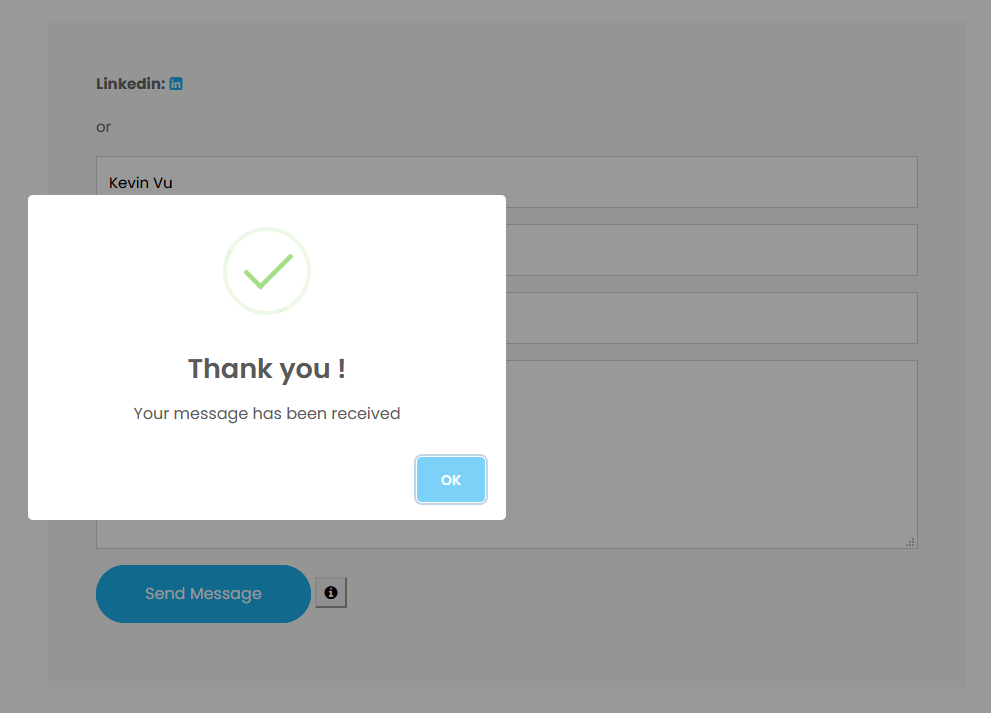 Linkedin: in
or
Kevin Vu
Thank you !
Your message has been received
OK
Send Message